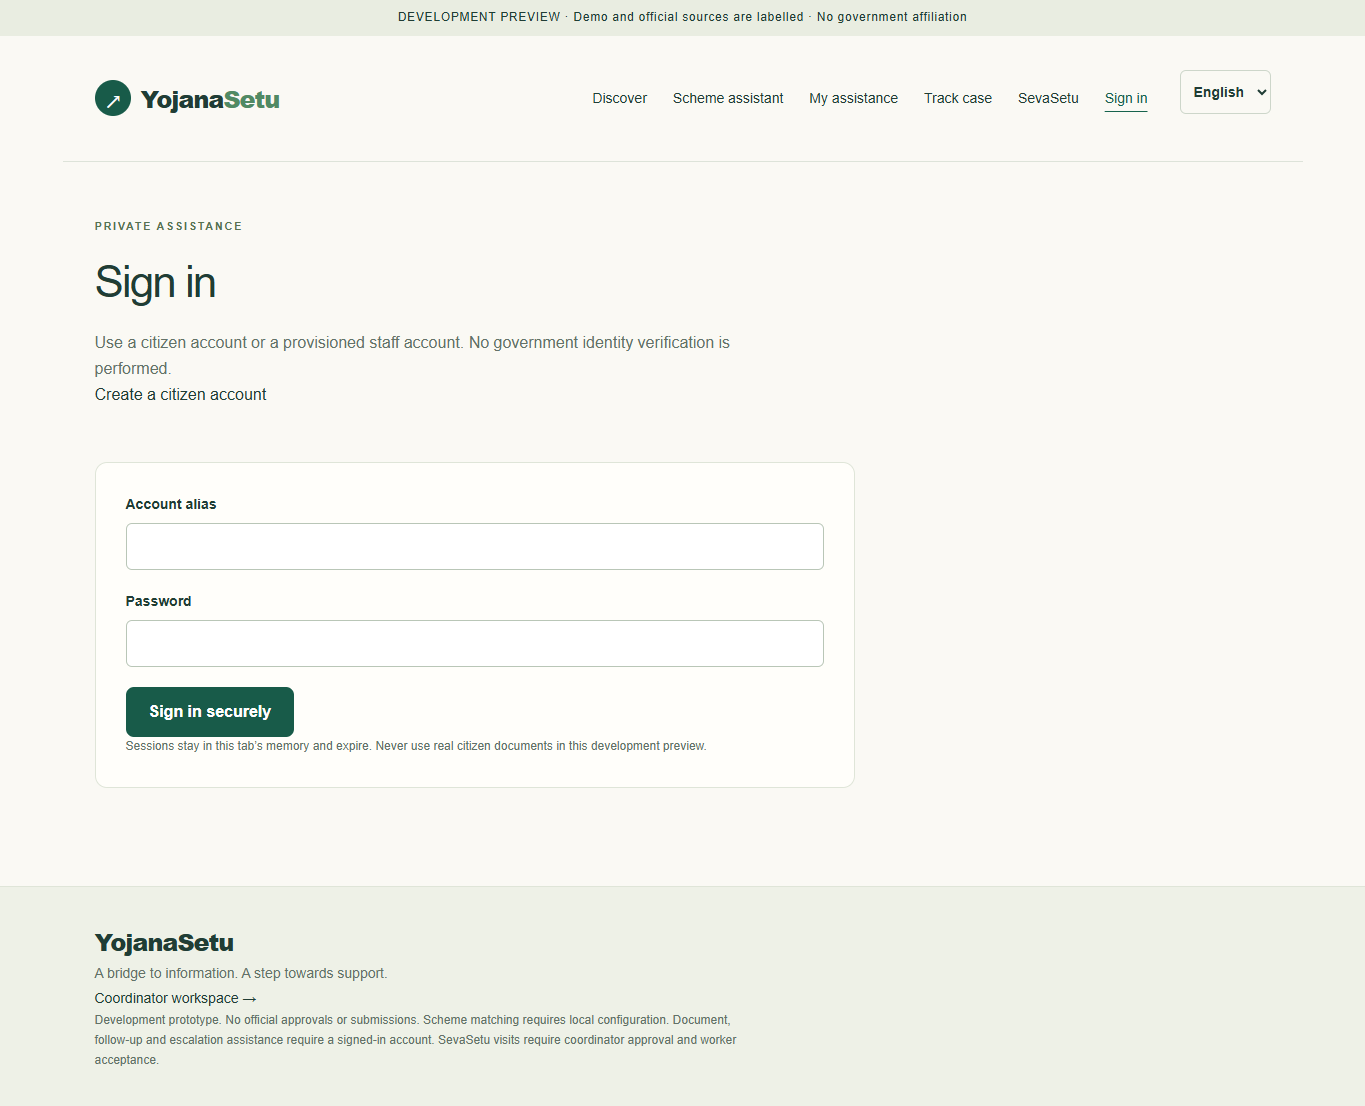 DEVELOPMENT PREVIEW · Demo and official sources are labelled · No government affiliation
YojanaSetu
Discover
Scheme assistant
My assistance
Track case
SevaSetu
Sign in
English
PRIVATE ASSISTANCE
Sign in
Use a citizen account or a provisioned staff account. No government identity verification is
performed.
Create a citizen account
Account alias
Password
Sign in securely
Sessions stay in this tab's memory and expire. Never use real citizen documents in this development preview.
YojanaSetu
A bridge to information. A step towards support.
Coordinator workspace →
Development prototype. No official approvals or submissions. Scheme matching requires local configuration. Document,
follow-up and escalation assistance require a signed-in account. SevaSetu visits require coordinator approval and worker
acceptance.